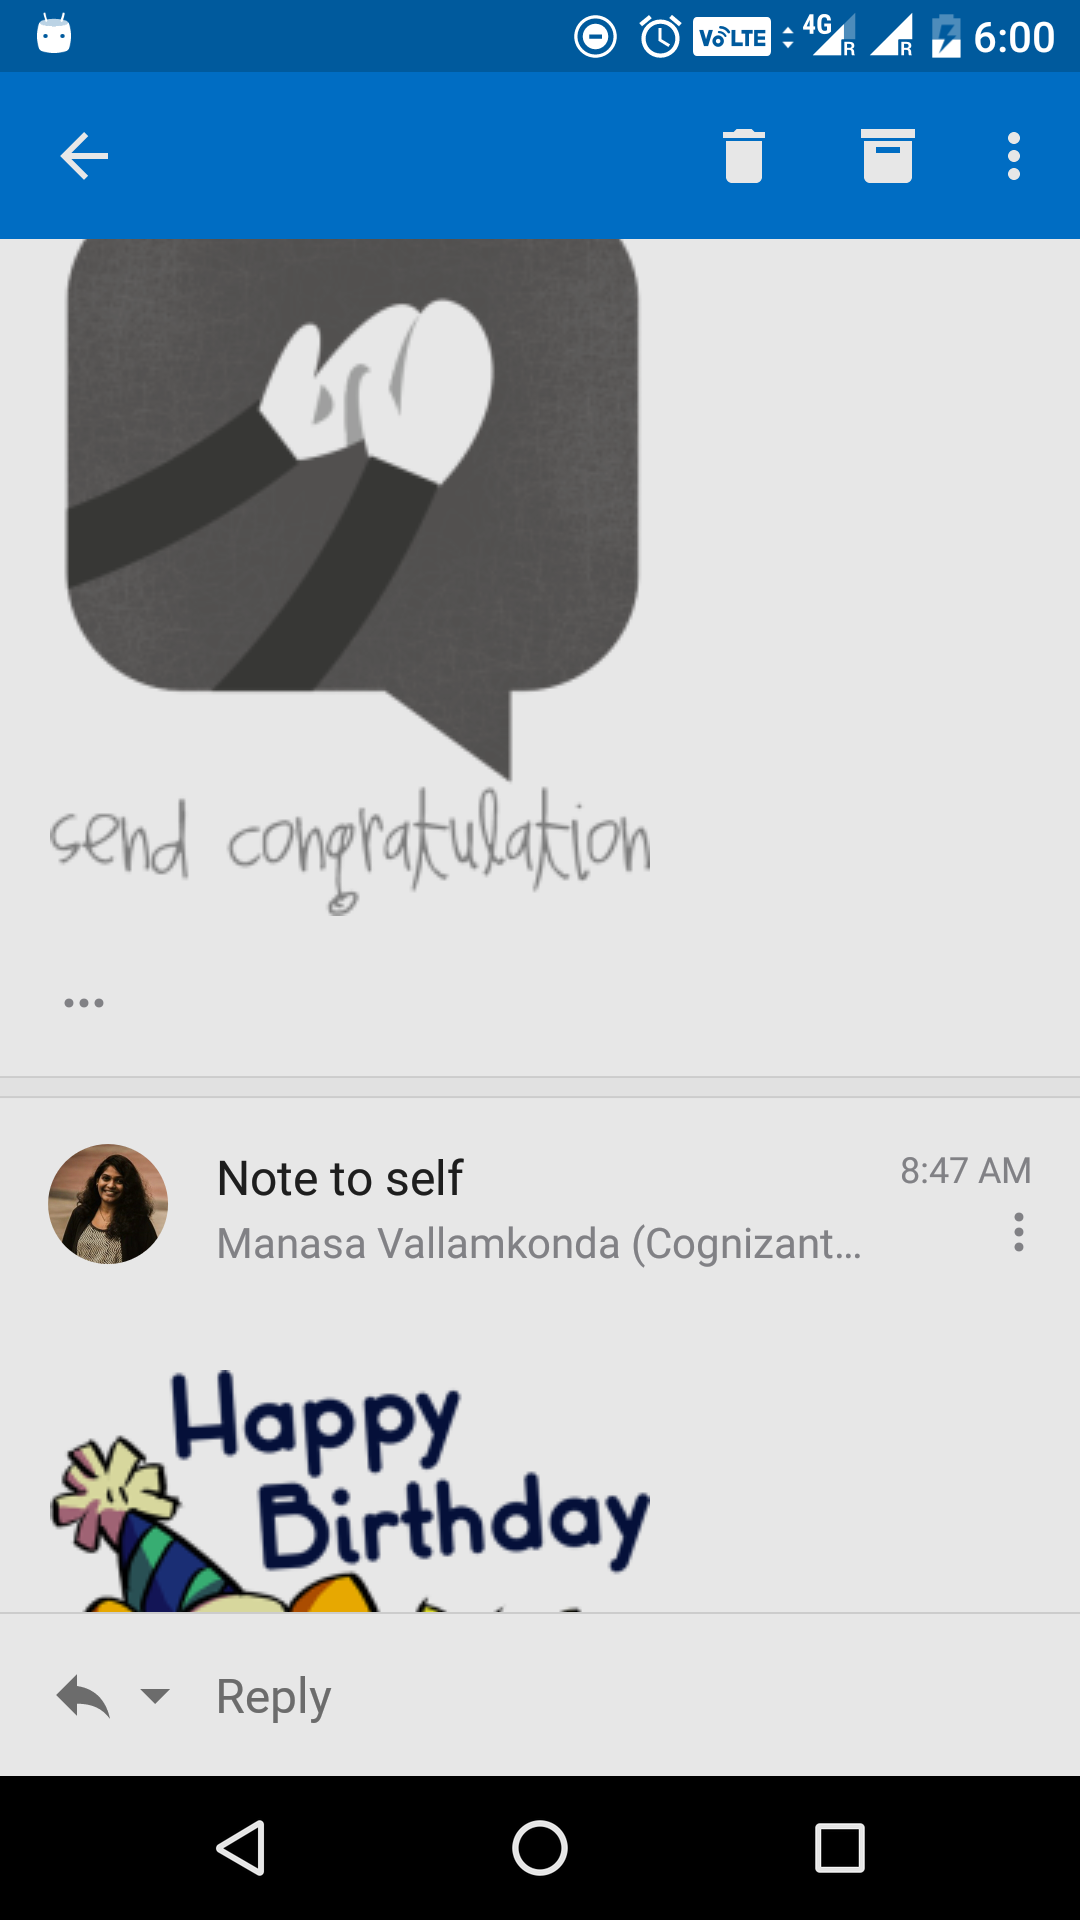 VoLTE 4G R R 6:00
send congratulation
Note to self
8:47 AM
Manasa Vallamkonda (Cognizant...
Happy
Birthday
Reply